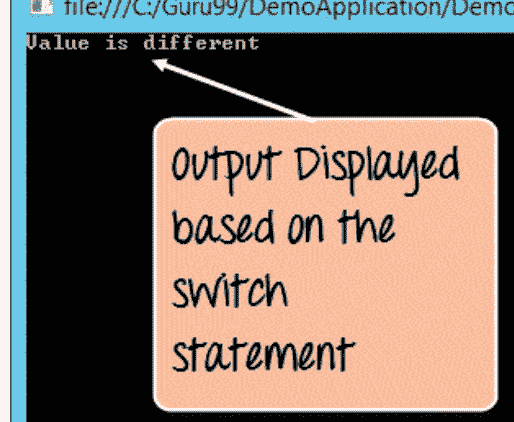 file:///C:/Guru99/DemoApplication/Demo
Value is different
Output Displayed
based on the
switch
statement